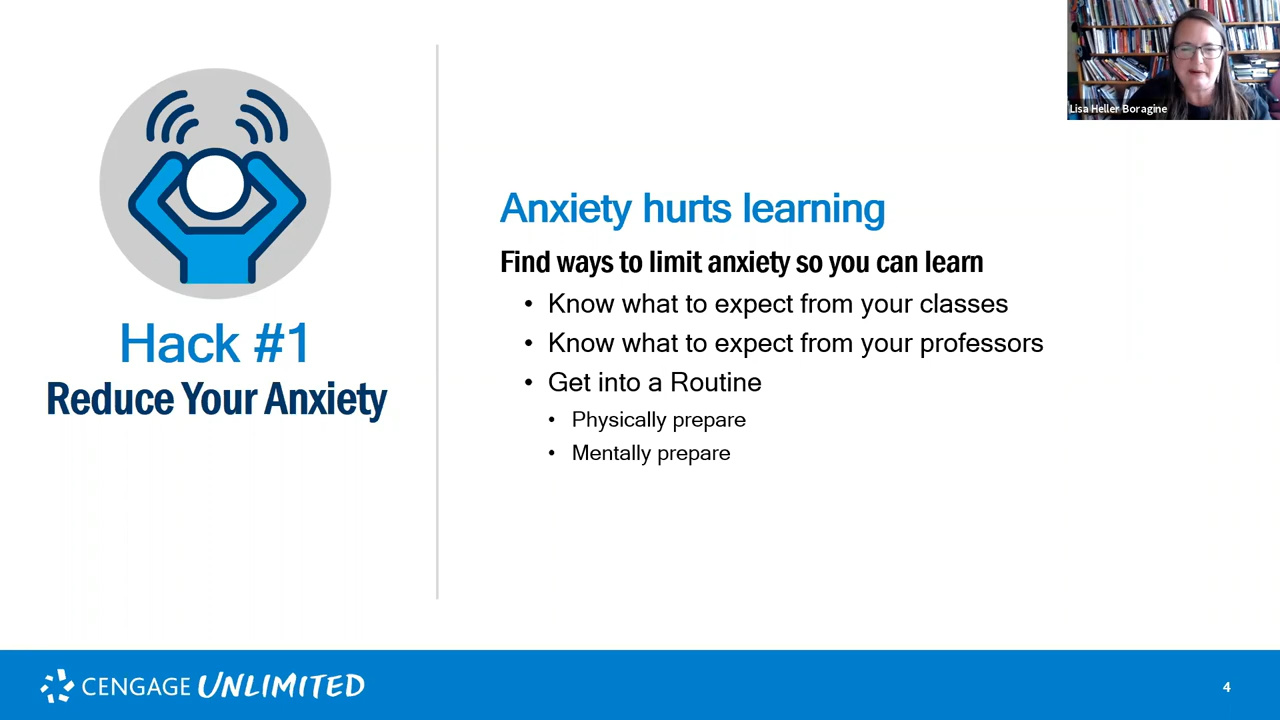 Lisa Heller Boragine
Hack #1
Reduce Your Anxiety
Anxiety hurts learning
Find ways to limit anxiety so you can learn
• Know what to expect from your classes
• Know what to expect from your professors
• Get into a Routine
• Physically prepare
• Mentally prepare
CENGAGE UNLIMITED
4